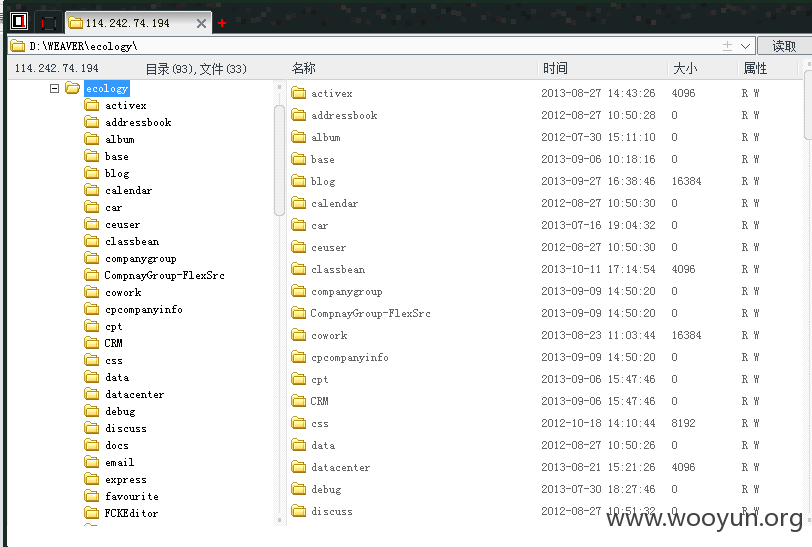 114.242.74.194
D:\WEAVER\ecology\ 读取
114.242.74.194 目录(93),文件(33) 名称 时间 大小 属性
ecology
activex
addressbook
album
base
blog
calendar
car
ceuser
classbean
companygroup
CompnayGroup-FlexSrc
cowork
cpcompanyinfo
cpt
CRM
css
data
datacenter
debug
discuss
docs
email
express
favourite
FCKEditor
activex 2013-08-27 14:43:26 4096 R W
addressbook 2012-08-27 10:50:28 0 R W
album 2012-07-30 15:11:10 0 R W
base 2013-09-06 10:18:16 0 R W
blog 2013-09-27 16:38:46 16384 R W
calendar 2012-08-27 10:50:30 0 R W
car 2013-07-16 19:04:32 0 R W
ceuser 2012-08-27 10:50:30 0 R W
classbean 2013-10-11 17:14:54 4096 R W
companygroup 2013-09-09 14:50:20 0 R W
CompnayGroup-FlexSrc 2013-09-09 14:50:20 0 R W
cowork 2013-08-23 11:03:44 16384 R W
cpcompanyinfo 2013-09-09 14:50:20 0 R W
cpt 2013-09-06 15:47:46 0 R W
CRM 2013-09-06 15:47:46 0 R W
css 2012-10-18 14:10:44 8192 R W
data 2012-08-27 10:50:26 0 R W
datacenter 2013-08-21 15:21:26 4096 R W
debug 2013-07-30 18:27:46 0 R W
discuss 2012-08-27 10:51:32 0 R W
www.wooyun.org